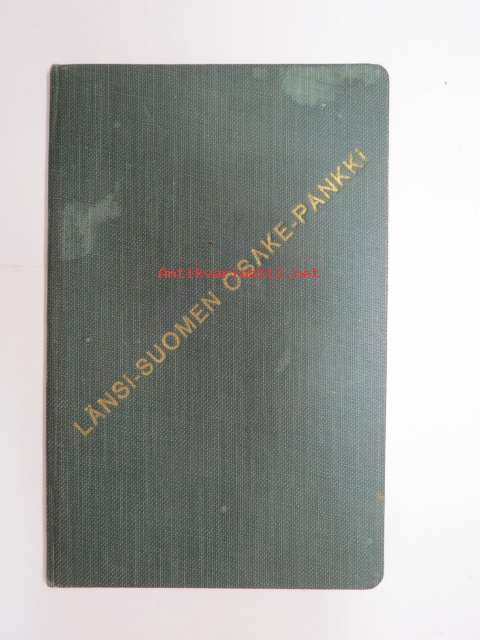 LÄNSI-SUOMEN OSAKE-PANKKI
Antikvariaatti.net